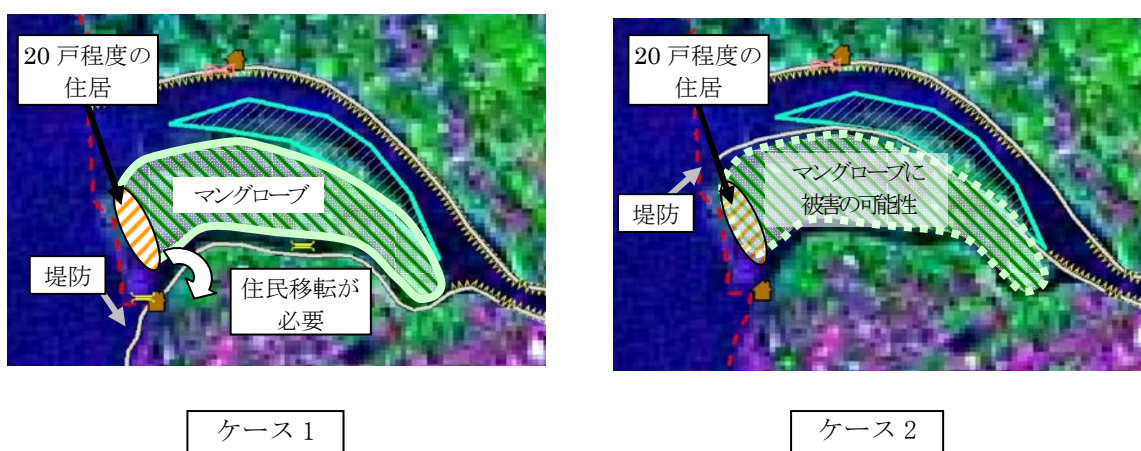 20 戸程度の
住居
マングローブ
堤防
住民移転が
必要
ケース 1
20 戸程度の
住居
マングローブに
被害の可能性
堤防
ケース 2